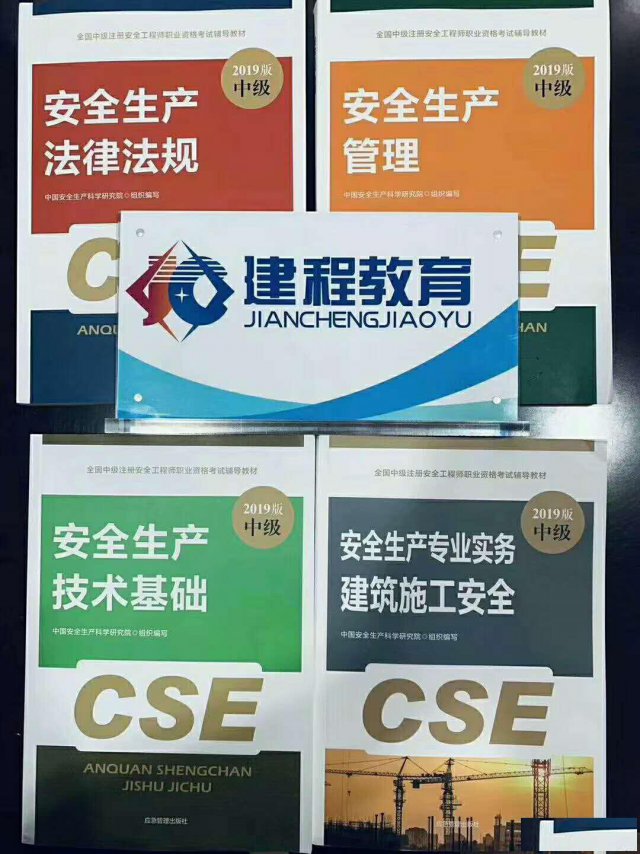 全国中级注册安全工程师职业资格考试辅导教材
2019版
中级
安全生产
法律法规
中国安全生产科学研究院◎组织编写
C
ANQU
全国中级注册安全工程师职业资格考试辅导教材
2019版
中级
安全生产
管理
中国安全生产科学研究院◎组织编写
E
HAN
建程教育
JIANCHENGJIAOYU
全国中级注册安全工程师职业资格考试辅导教材
2019版
中级
安全生产
技术基础
中国安全生产科学研究院◎组织编写
CSE
ANQUAN SHENGCHAN
JISHU JICHU
应急管理出版社
全国中级注册安全工程师职业资格考试辅导教材
2019版
中级
安全生产专业实务
建筑施工安全
中国安全生产科学研究院◎组织编写
CSE
应急管理出版社